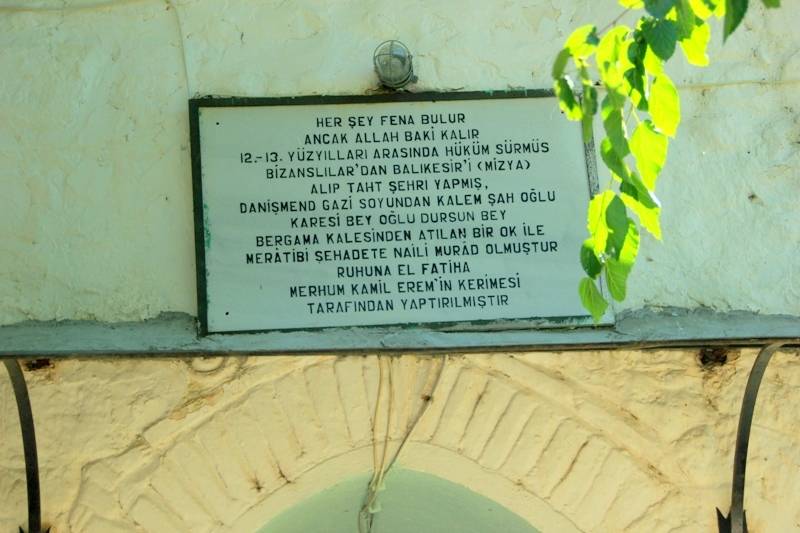 HER ŞEY FENA BULUR
ANCAK ALLAH BAKİ KALIR
12.-13. YÜZYILLARI ARASINDA HÜKÜM SÜRMÜS
BİZANSLILAR'DAN BALIKESİR'İ (MİZYA)
ALIP TAHT ŞEHRİ YAPMIŞ,
DANİŞMEND GAZİ SOYUNDAN KALEM ŞAH OĞLU
KARESİ BEY OĞLU DURSUN BEY
BERGAMA KALESİNDEN ATILAN BİR OK İLE
MERÂTİBİ ŞEHADETE NAİLİ MURÂD OLMUŞTUR
RUHUNA EL FATİHA
MERHUM KAMİL EREM'İN KERİMESİ
TARAFINDAN YAPTIRILMIŞTIR